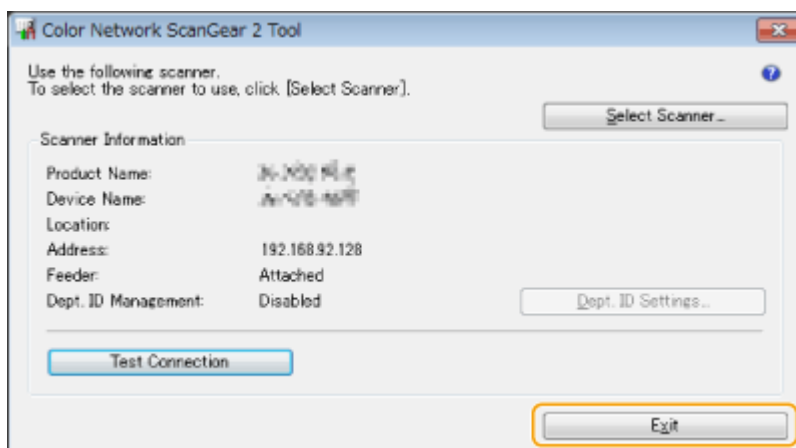 Color Network ScanGear 2 Tool
Use the following scanner.
To select the scanner to use, click [Select Scanner].
Select Scanner...
Scanner Information
Product Name:
Device Name:
Location:
Address: 192.168.92.128
Feeder: Attached
Dept. ID Management: Disabled
Dept. ID Settings...
Test Connection
Exit